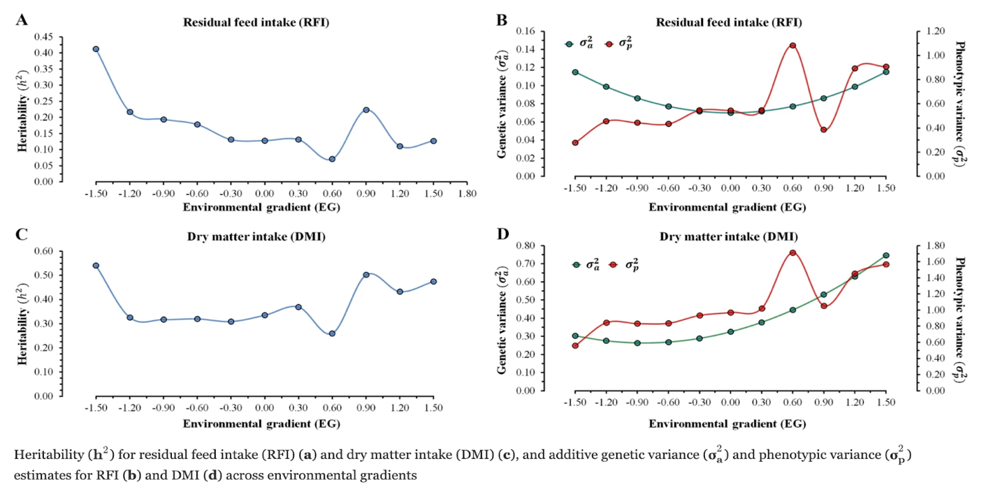 A
Residual feed intake (RFI)
Heritability (h²)
0.45
0.40
0.35
0.30
0.25
0.20
0.15
0.10
0.05
0.00
-1.50 -1.20 -0.90 -0.60 -0.30 0.00 0.30 0.60 0.90 1.20 1.50 1.80
Environmental gradient (EG)
B
Residual feed intake (RFI)
σ²ₐ σ²ₚ
Genetic variance (σ²ₐ)
0.16
0.14
0.12
0.10
0.08
0.06
0.04
0.02
0.00
1.20
1.00
0.80
0.60
0.40
0.20
0.00
Phenotypic variance (σ²ₚ)
-1.50 -1.20 -0.90 -0.60 -0.30 0.00 0.30 0.60 0.90 1.20 1.50
Environmental gradient (EG)
C
Dry matter intake (DMI)
Heritability (h²)
0.60
0.50
0.40
0.30
0.20
0.10
0.00
-1.50 -1.20 -0.90 -0.60 -0.30 0.00 0.30 0.60 0.90 1.20 1.50
Environmental gradient (EG)
D
Dry matter intake (DMI)
σ²ₐ σ²ₚ
Genetic variance (σ²ₐ)
0.80
0.70
0.60
0.50
0.40
0.30
0.20
0.10
0.00
1.80
1.60
1.40
1.20
1.00
0.80
0.60
0.40
0.20
0.00
Phenotypic variance (σ²ₚ)
-1.50 -1.20 -0.90 -0.60 -0.30 0.00 0.30 0.60 0.90 1.20 1.50
Environmental gradient (EG)
Heritability (h²) for residual feed intake (RFI) (a) and dry matter intake (DMI) (c), and additive genetic variance (σ²ₐ) and phenotypic variance (σ²ₚ)
estimates for RFI (b) and DMI (d) across environmental gradients